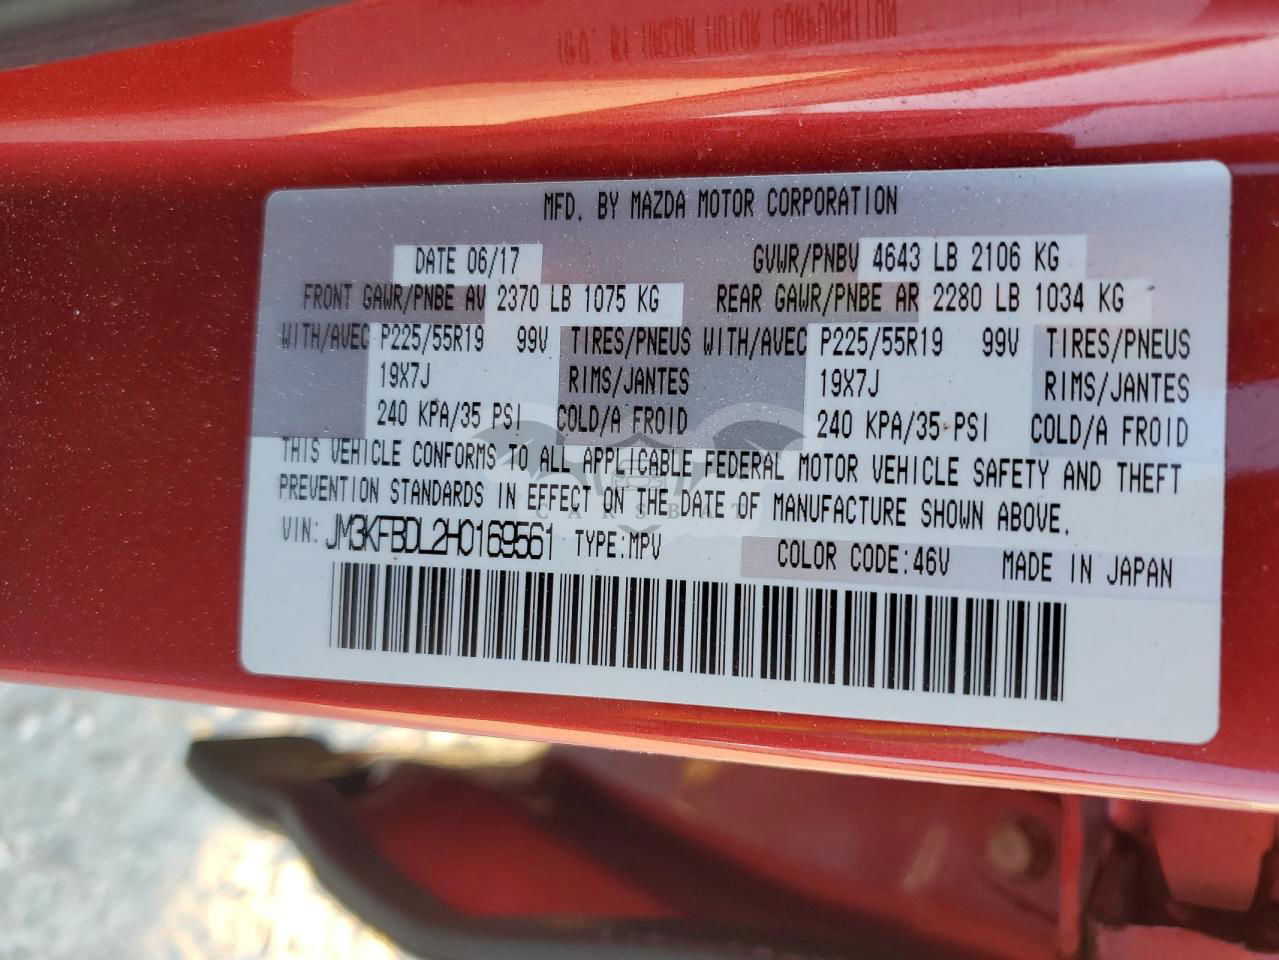 MFD. BY MAZDA MOTOR CORPORATION
DATE 06/17 GVWR/PNBV 4643 LB 2106 KG
FRONT GAWR/PNBE AV 2370 LB 1075 KG REAR GAWR/PNBE AR 2280 LB 1034 KG
WITH/AVEC P225/55R19 99V TIRES/PNEUS WITH/AVEC P225/55R19 99V TIRES/PNEUS
19X7J RIMS/JANTES 19X7J RIMS/JANTES
240 KPA/35 PSI COLD/A FROID 240 KPA/35 PSI COLD/A FROID
THIS VEHICLE CONFORMS TO ALL APPLICABLE FEDERAL MOTOR VEHICLE SAFETY AND THEFT
PREVENTION STANDARDS IN EFFECT ON THE DATE OF MANUFACTURE SHOWN ABOVE.
CARSBAT
VIN: JM3KFBDL2H0169561 TYPE:MPV COLOR CODE:46V MADE IN JAPAN